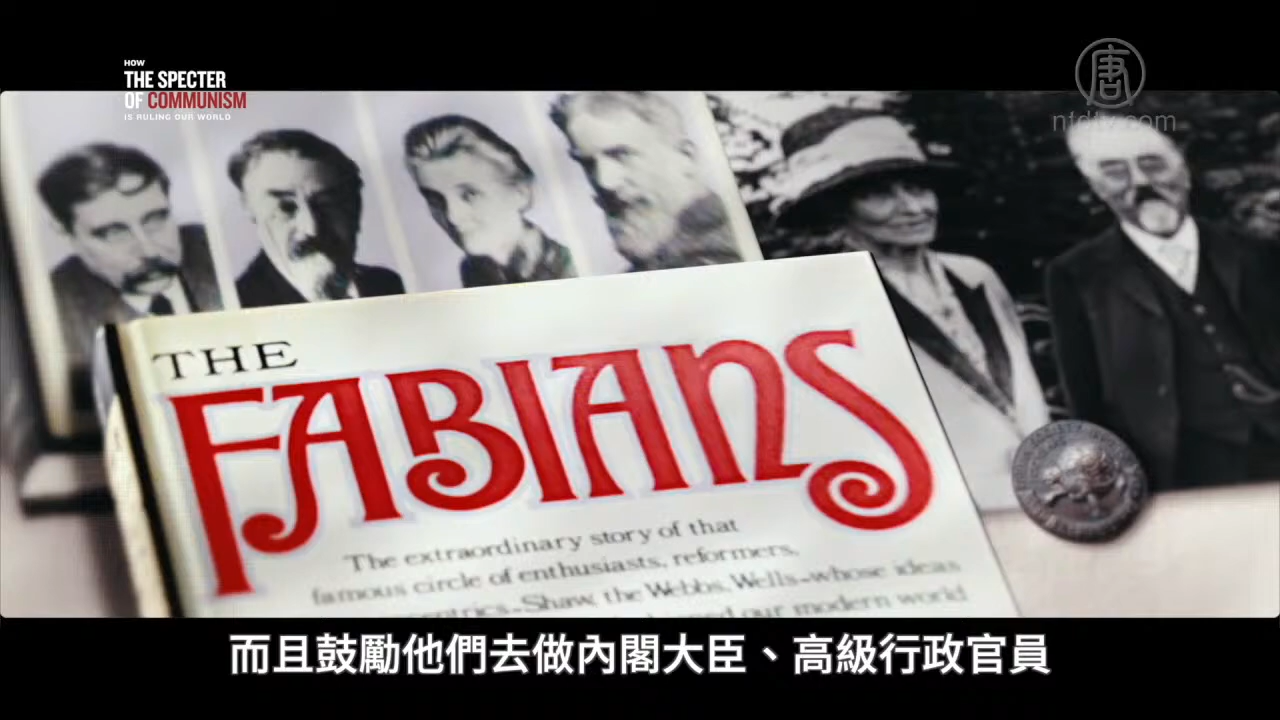 HOW
THE SPECTER
OF COMMUNISM
IS RULING OUR WORLD
唐
ntdtv.com
THE
FABIANS
The extraordinary story of that
famous circle of enthusiasts, reformers,
Shaw, the Webbs, Wells—whose ideas
our modern world
而且鼓勵他們去做內閣大臣、高級行政官員